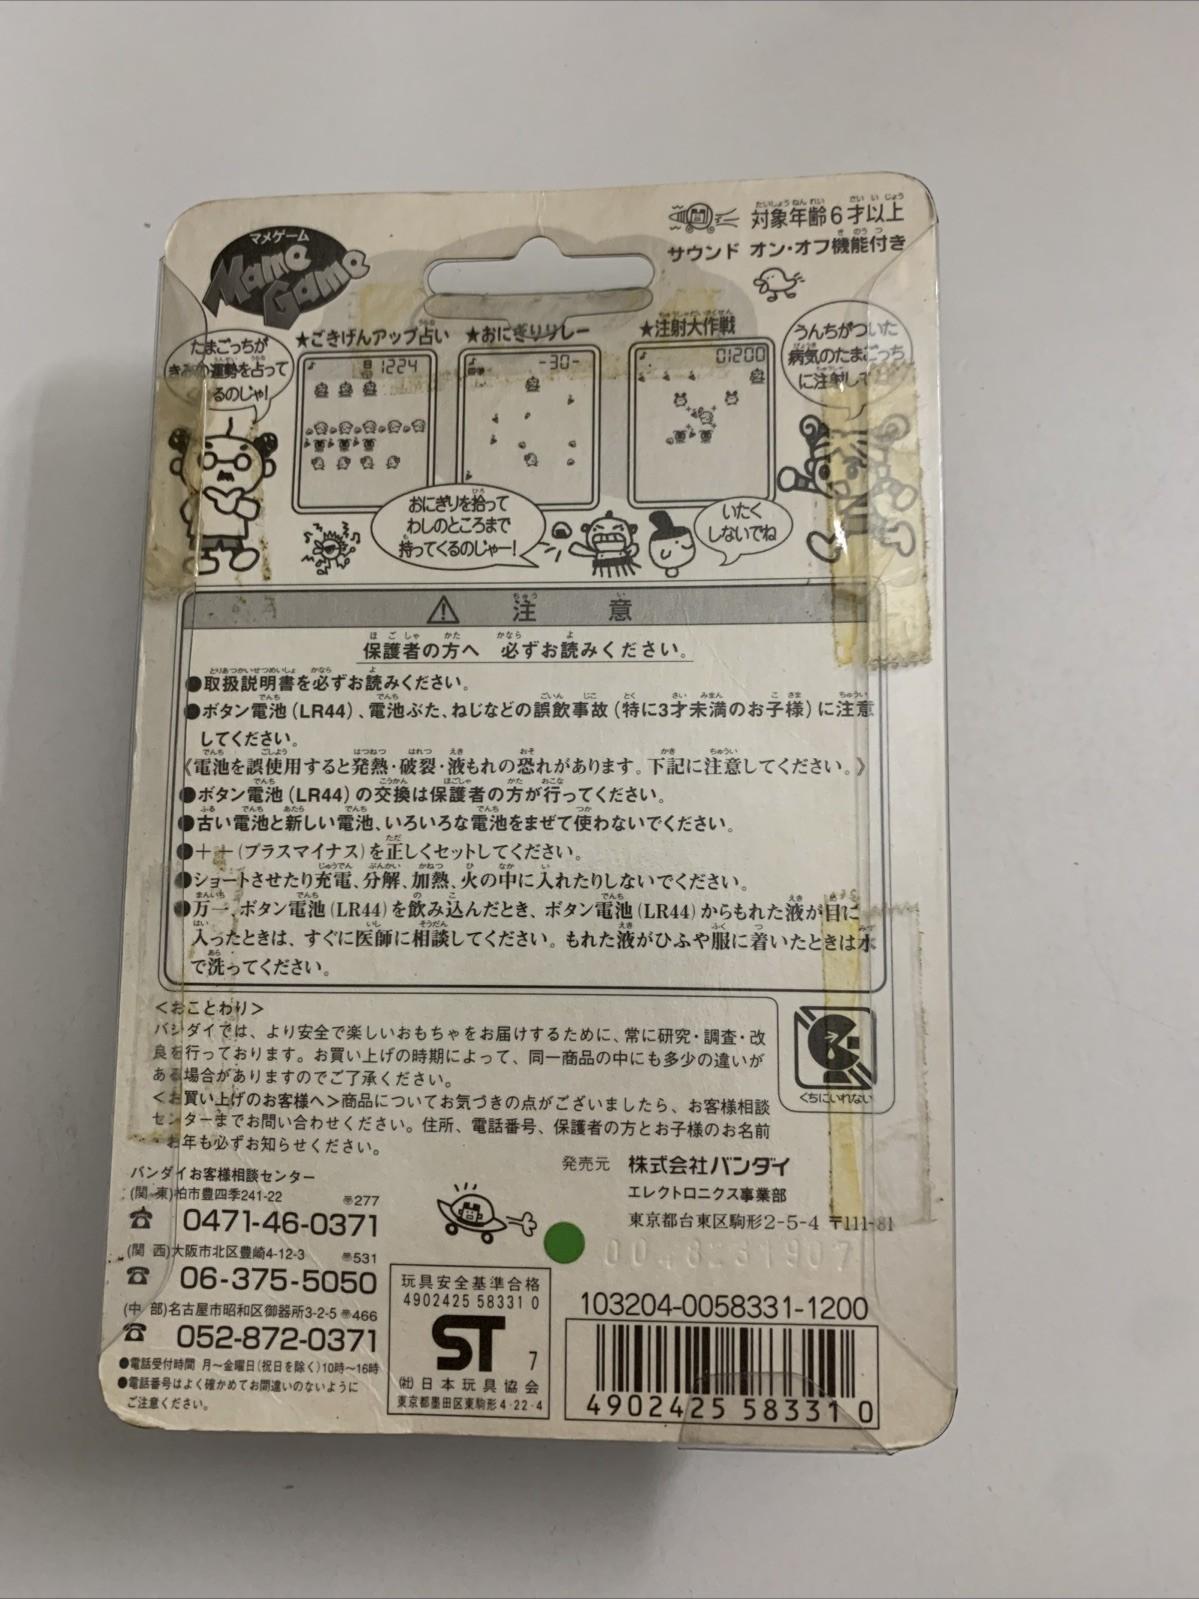 マメゲーム
Mame Game
対象年齢6才以上
サウンド オン・オフ機能付き
★ごきげんアップ占い
★おにぎりリレー
★注射大作戦
たまごっちが
きみの運勢を占って
るのじゃ!
1224
-30-
01200
うんちがついた
病気のたまごっち
に注射して
おにぎりを拾って
わしのところまで
持ってくるのじゃー!
いたく
しないでね
注意
保護者の方へ 必ずお読みください。
●取扱説明書を必ずお読みください。
●ボタン電池(LR44)、電池ぶた、ねじなどの誤飲事故(特に3才未満のお子様)に注意
してください。
《電池を誤使用すると発熱・破裂・液もれの恐れがあります。下記に注意してください。》
●ボタン電池(LR44)の交換は保護者の方が行ってください。
●古い電池と新しい電池、いろいろな電池をまぜて使わないでください。
●+-(プラスマイナス)を正しくセットしてください。
●ショートさせたり充電、分解、加熱、火の中に入れたりしないでください。
●万一、ボタン電池(LR44)を飲み込んだとき、ボタン電池(LR44)からもれた液が目に
入ったときは、すぐに医師に相談してください。もれた液がひふや服に着いたときは水
で洗ってください。
<おことわり>
バンダイでは、より安全で楽しいおもちゃをお届けするために、常に研究・調査・改
良を行っております。お買い上げの時期によって、同一商品の中にも多少の違いが
ある場合がありますのでご了承ください。
<お買い上げのお客様へ>商品についてお気づきの点がございましたら、お客様相談
センターまでお問い合わせください。住所、電話番号、保護者の方とお子様のお名前
・お年も必ずお知らせください。
くちにいれない
バンダイお客様相談センター
(関 東)柏市豊四季241-22 〒277
☎ 0471-46-0371
(関 西)大阪市北区豊崎4-12-3 〒531
☎ 06-375-5050
(中 部)名古屋市昭和区御器所3-2-5 〒466
☎ 052-872-0371
●電話受付時間 月〜金曜日(祝日を除く)10時〜16時
●電話番号はよく確かめてお間違いのないように
ご注意ください。
発売元 株式会社バンダイ
エレクトロニクス事業部
東京都台東区駒形2-5-4 〒111-81
玩具安全基準合格
4902425 58331 0
ST 7
(社)日本玩具協会
東京都墨田区東駒形4-22-4
103204-0058331-1200
4902425 583310